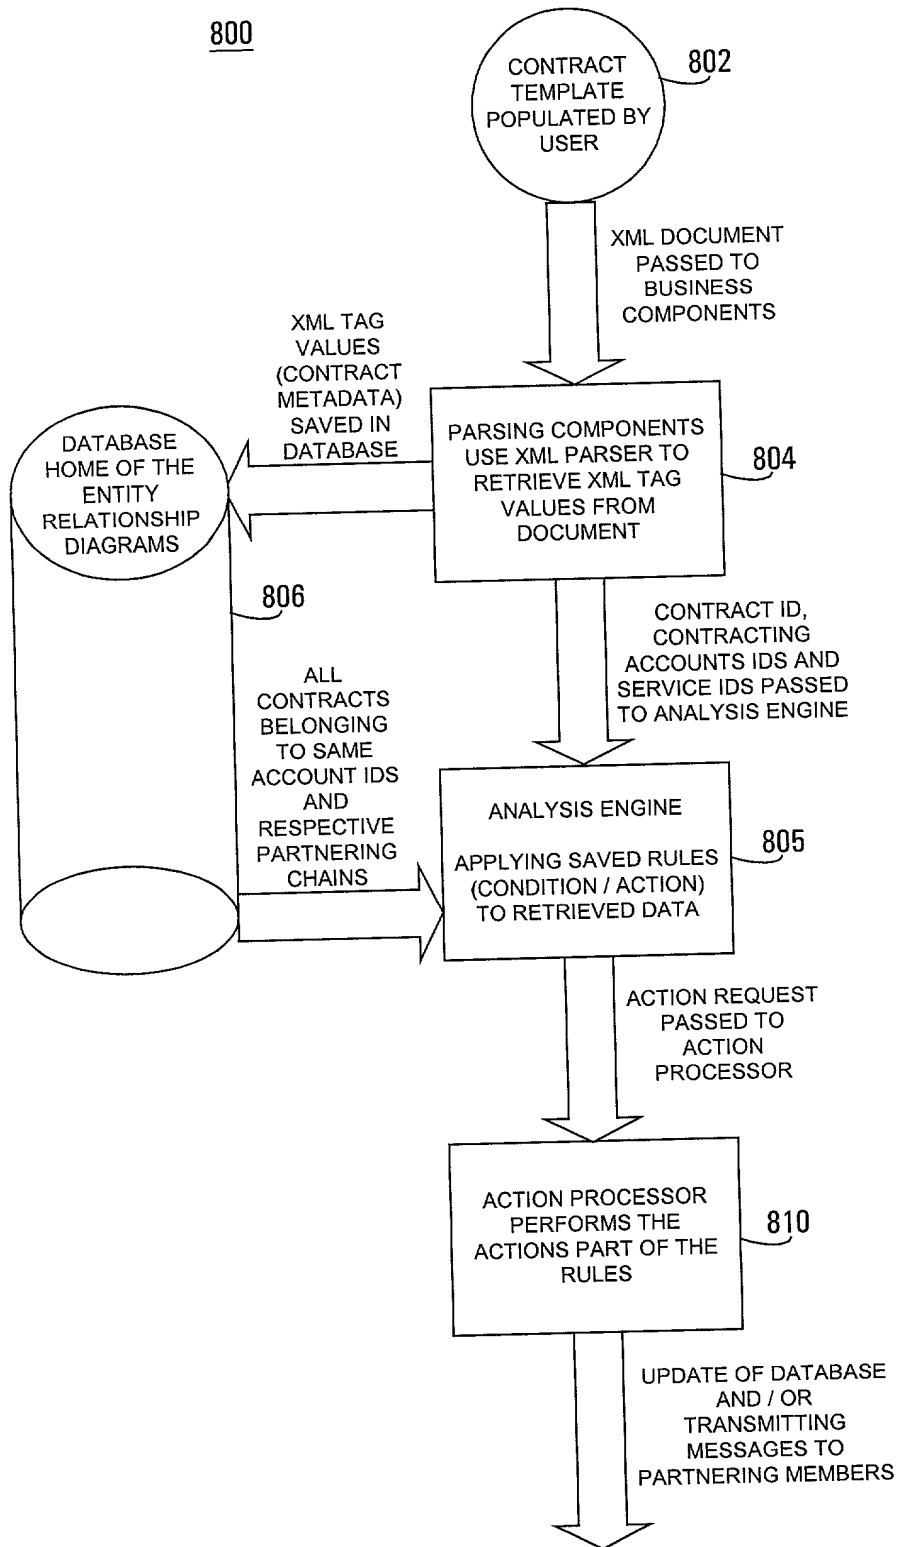 800
CONTRACT
TEMPLATE
POPULATED BY
USER
802
XML DOCUMENT
PASSED TO
BUSINESS
COMPONENTS
XML TAG
VALUES
(CONTRACT
METADATA)
SAVED IN
DATABASE
PARSING COMPONENTS
USE XML PARSER TO
RETRIEVE XML TAG
VALUES FROM
DOCUMENT
804
DATABASE
HOME OF THE
ENTITY
RELATIONSHIP
DIAGRAMS
806
CONTRACT ID,
CONTRACTING
ACCOUNTS IDS AND
SERVICE IDS PASSED
TO ANALYSIS ENGINE
ALL
CONTRACTS
BELONGING
TO SAME
ACCOUNT IDS
AND
RESPECTIVE
PARTNERING
CHAINS
ANALYSIS ENGINE
APPLYING SAVED RULES
(CONDITION / ACTION)
TO RETRIEVED DATA
805
ACTION REQUEST
PASSED TO
ACTION
PROCESSOR
ACTION PROCESSOR
PERFORMS THE
ACTIONS PART OF THE
RULES
810
UPDATE OF DATABASE
AND / OR
TRANSMITTING
MESSAGES TO
PARTNERING MEMBERS